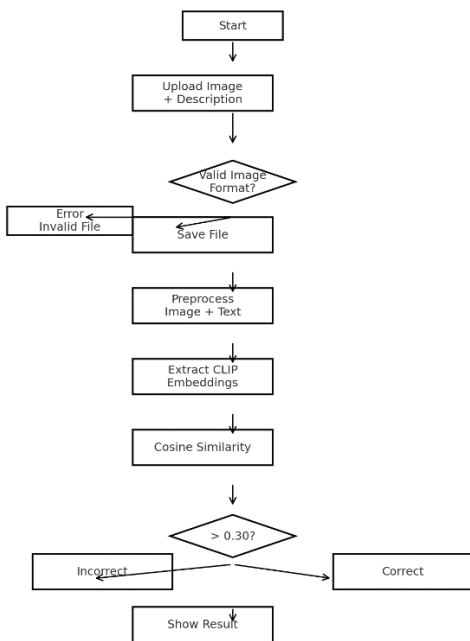 Start
Upload Image
+ Description
Valid Image
Format?
Error
Invalid File
Save File
Preprocess
Image + Text
Extract CLIP
Embeddings
Cosine Similarity
> 0.30?
Incorrect
Correct
Show Result